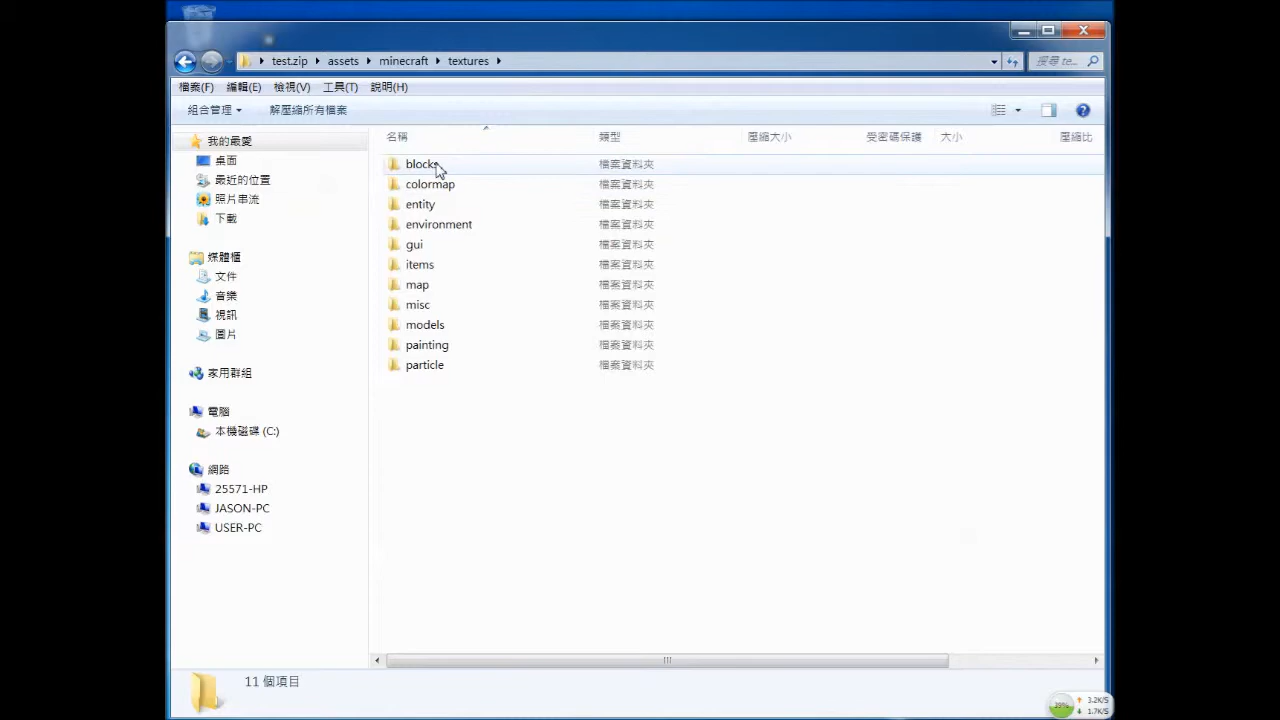 test.zip ▸ assets ▸ minecraft ▸ textures ▸
搜尋 te...
檔案(F) 編輯(E) 檢視(V) 工具(T) 說明(H)
組合管理 解壓縮所有檔案
名稱 類型 壓縮大小 受密碼保護 大小 壓縮比
我的最愛
桌面
最近的位置
照片串流
下載
媒體櫃
文件
音樂
視訊
圖片
家用群組
電腦
本機磁碟 (C:)
網路
25571-HP
JASON-PC
USER-PC
blocks 檔案資料夾
colormap 檔案資料夾
entity 檔案資料夾
environment 檔案資料夾
gui 檔案資料夾
items 檔案資料夾
map 檔案資料夾
misc 檔案資料夾
models 檔案資料夾
painting 檔案資料夾
particle 檔案資料夾
11 個項目
3.2K/S
1.7K/S